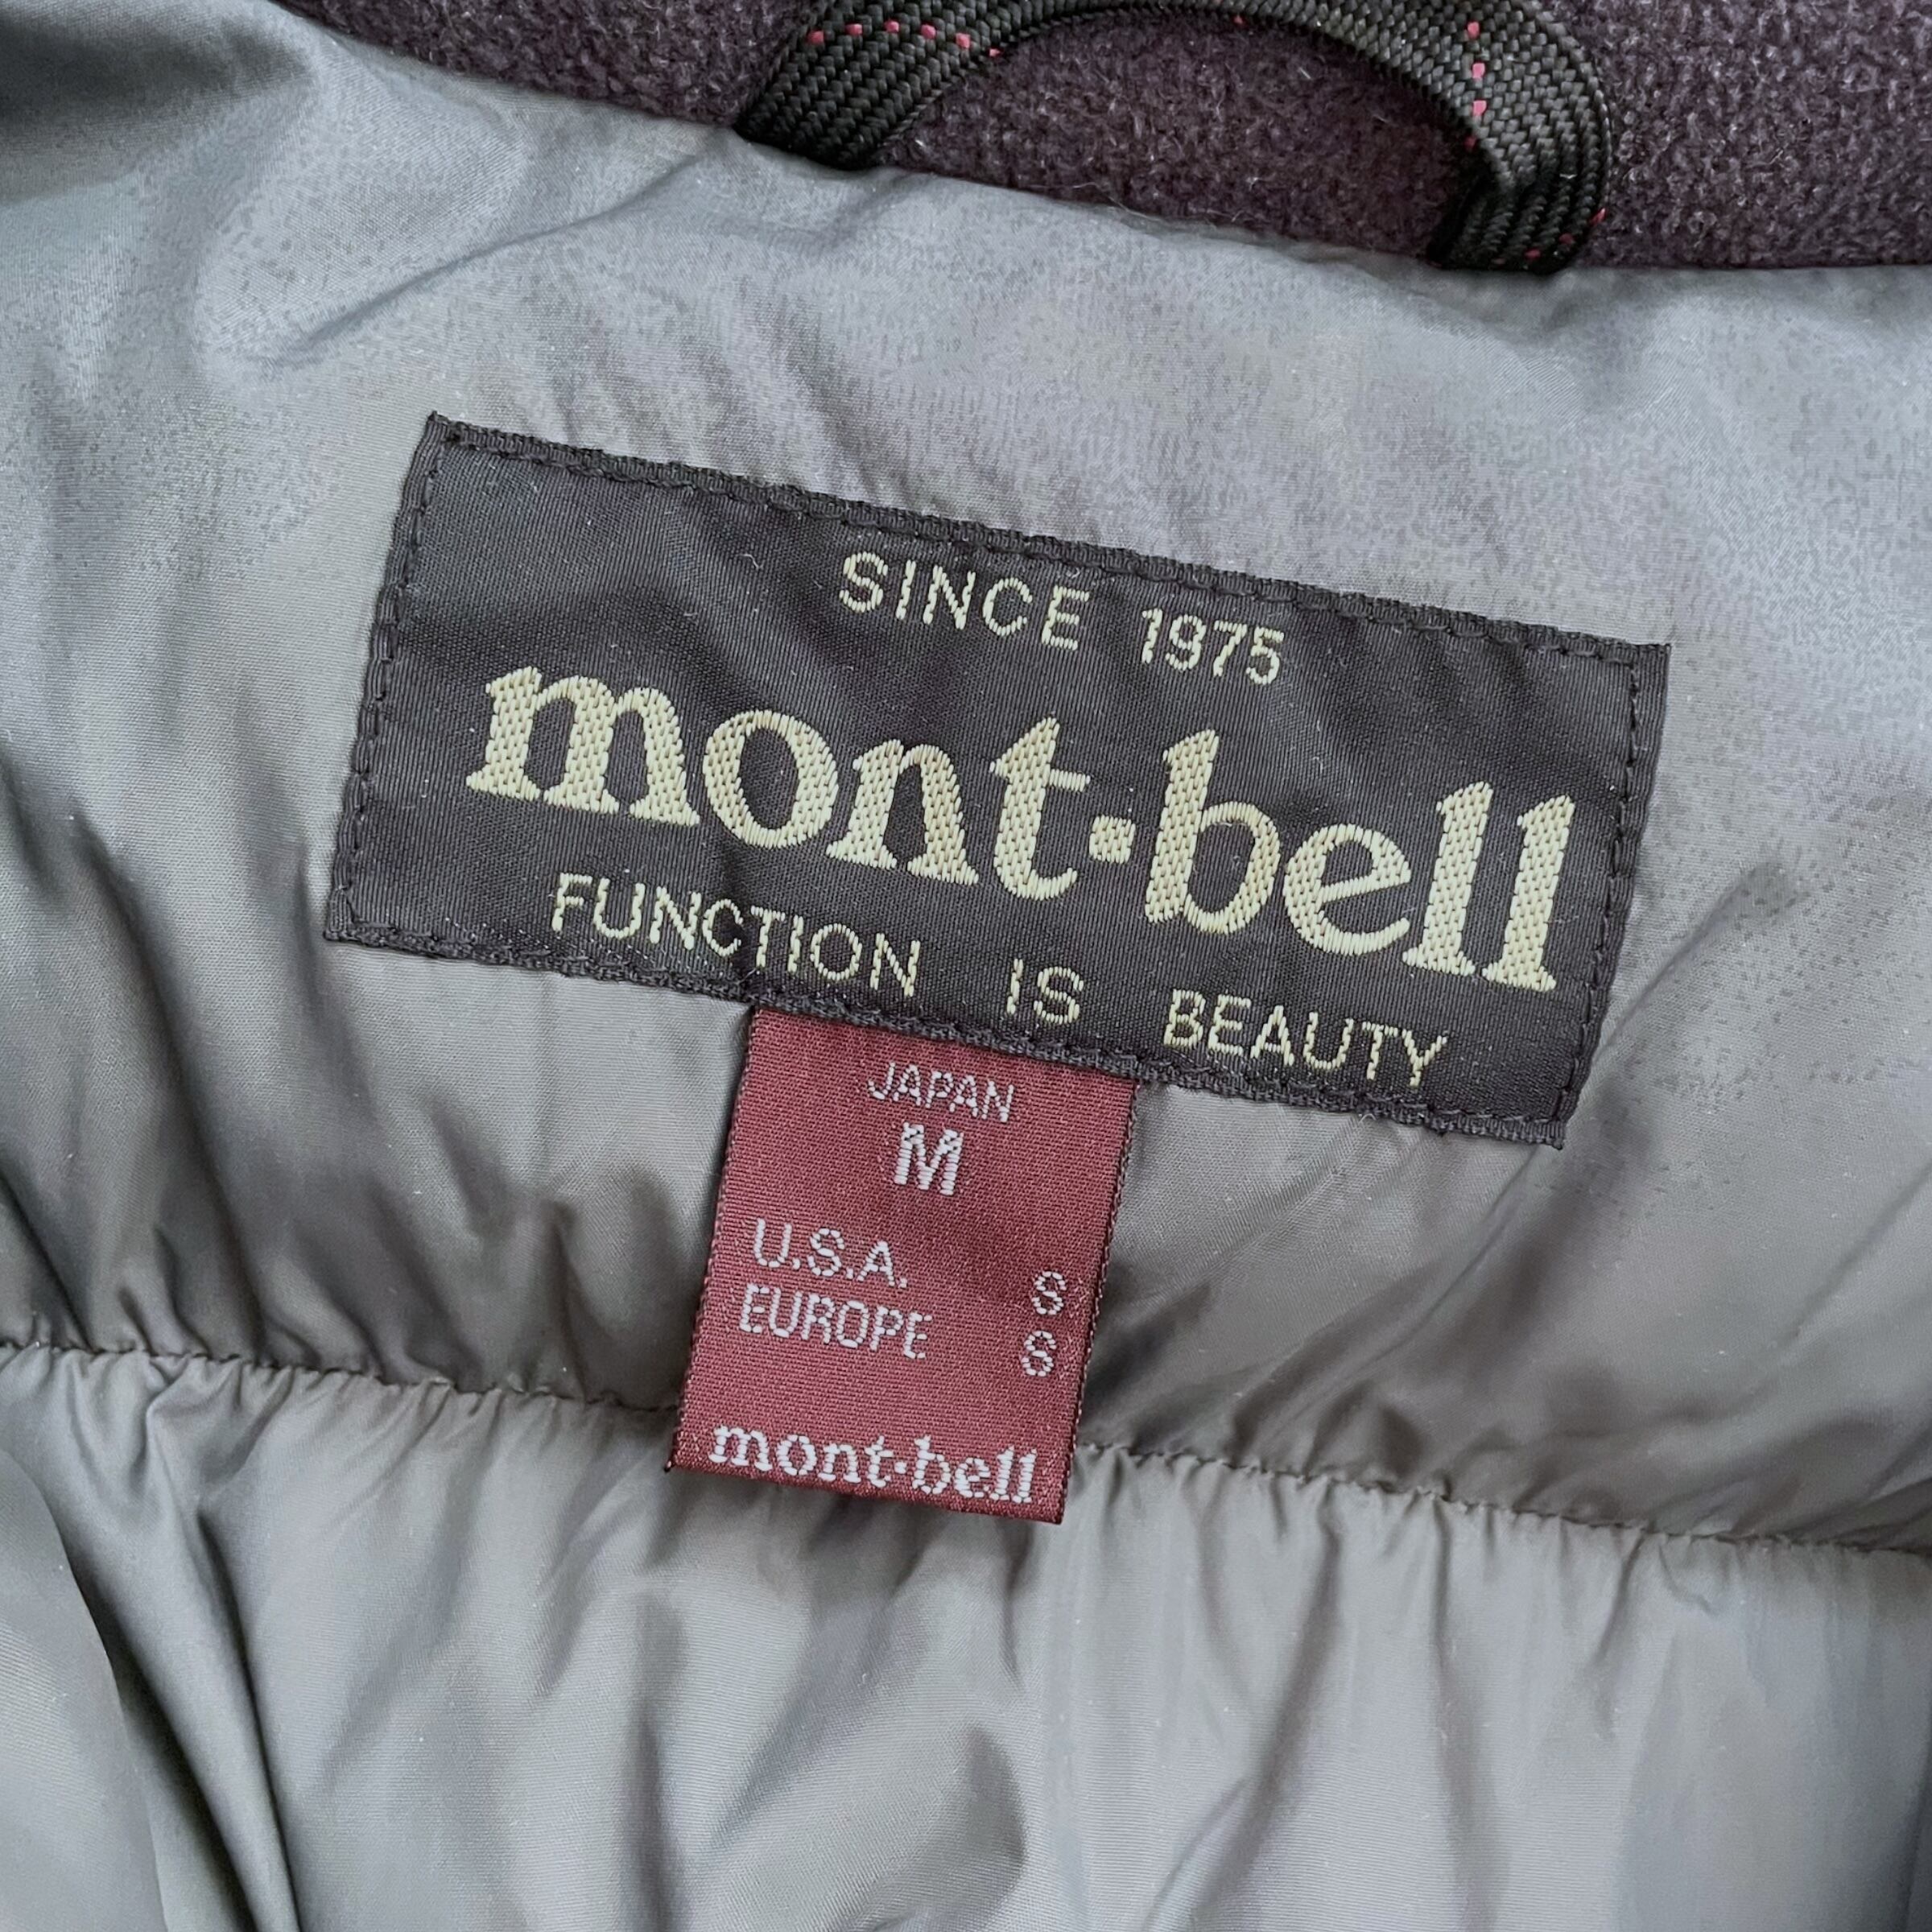 SINCE 1975
mont·bell
FUNCTION IS BEAUTY
JAPAN
M
U.S.A. S
EUROPE S
mont·bell